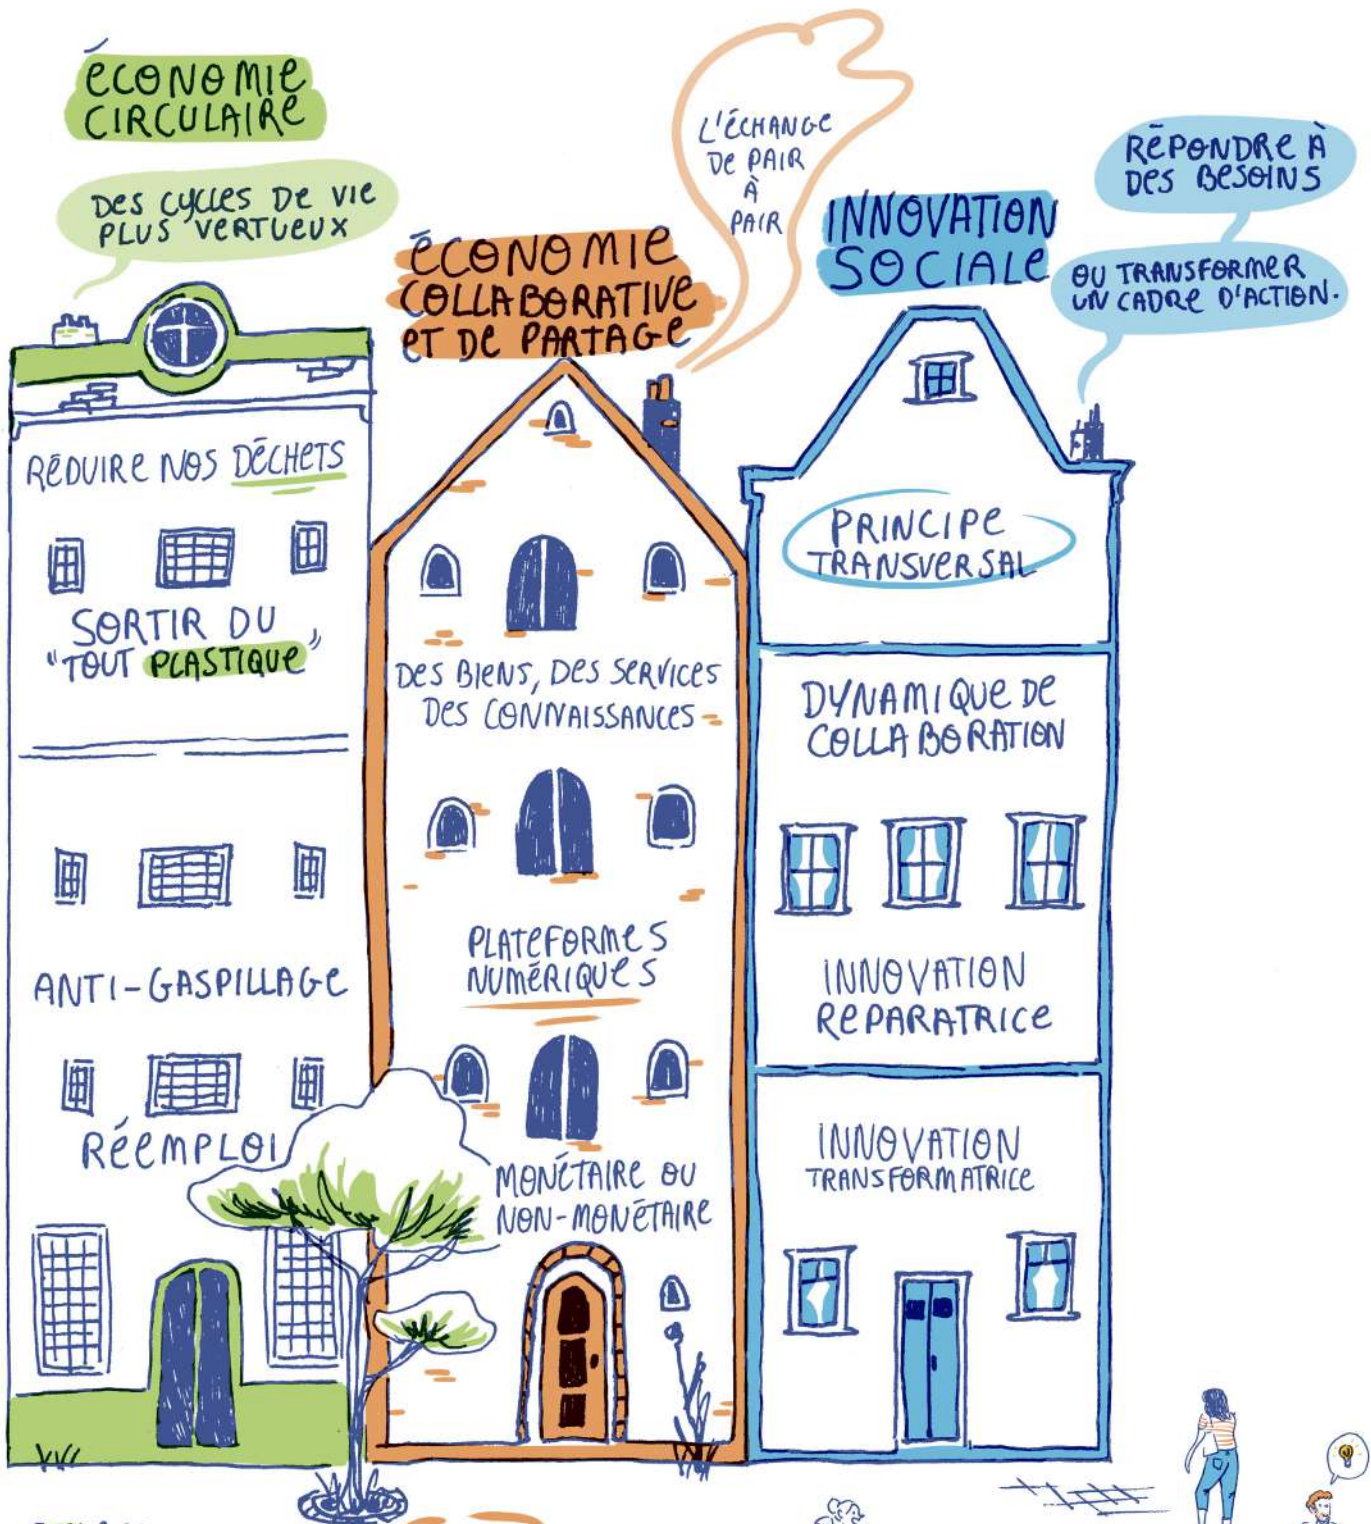 ÉCONOMIE
CIRCULAIRE
DES CYCLES DE VIE
PLUS VERTUEUX
RÉDUIRE NOS DÉCHETS
SORTIR DU
"TOUT PLASTIQUE"
ANTI-GASPILLAGE
RÉEMPLOI
ÉCONOMIE
COLLABORATIVE
ET DE PARTAGE
L'ÉCHANGE
DE PAIR
À
PAIR
DES BIENS, DES SERVICES
DES CONNAISSANCES
PLATEFORMES
NUMÉRIQUES
MONÉTAIRE OU
NON-MONÉTAIRE
INNOVATION
SOCIALE
RÉPONDRE À
DES BESOINS
OU TRANSFORMER
UN CADRE D'ACTION.
PRINCIPE
TRANSVERSAL
DYNAMIQUE DE
COLLABORATION
INNOVATION
REPARATRICE
INNOVATION
TRANSFORMATRICE